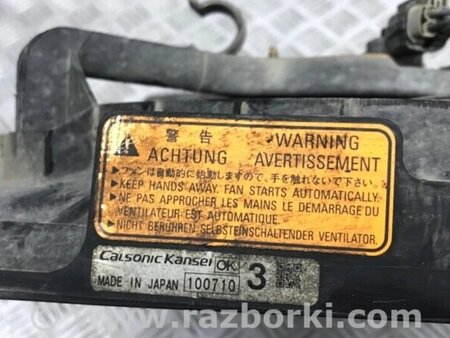 警告 WARNING
ACHTUNG AVERTISSEMENT
ファンは自動的に始動しますので、手を触れないで下さい。
KEEP HANDS AWAY. FAN STARTS AUTOMATICALLY.
NE PAS APPROCHER LES MAINS LE DEMARRAGE DU
VENTILATEUR EST AUTOMATIQUE.
NICHT BERUHREN SELBSTEINSCHALTENDER VENTILATOR.
CalsonicKansei OK 3
MADE IN JAPAN 100710
www.razborki.com